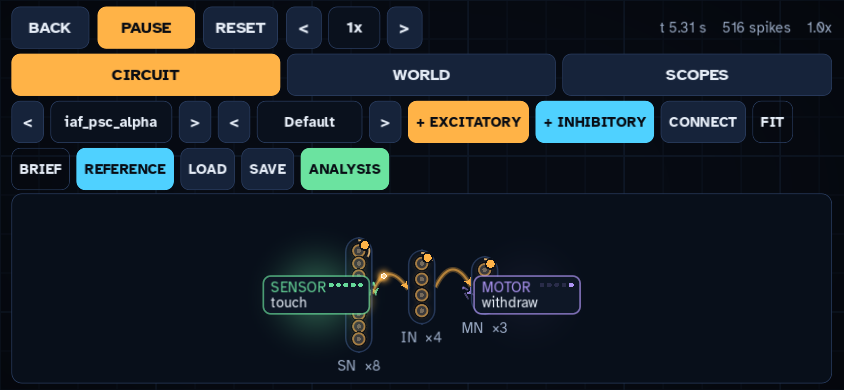 BACK PAUSE RESET < 1x > t 5.31 s 516 spikes 1.0x
CIRCUIT WORLD SCOPES
< iaf_psc_alpha > < Default > + EXCITATORY + INHIBITORY CONNECT FIT
BRIEF REFERENCE LOAD SAVE ANALYSIS
SENSOR
touch
MOTOR
withdraw
IN ×4
MN ×3
SN ×8